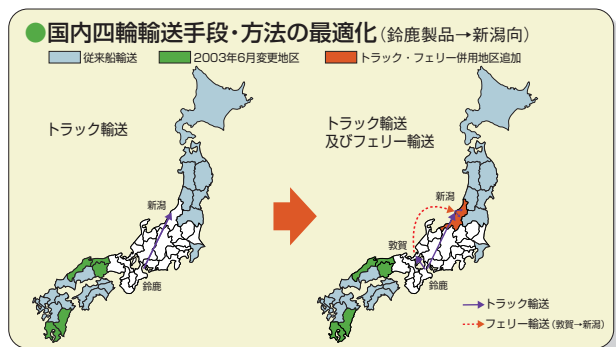 ●国内四輪輸送手段・方法の最適化(鈴鹿製品→新潟向)
従来船輸送 2003年6月変更地区 トラック・フェリー併用地区追加
トラック輸送
新潟
鈴鹿
トラック輸送
及びフェリー輸送
新潟
敦賀
鈴鹿
トラック輸送
フェリー輸送(敦賀→新潟)